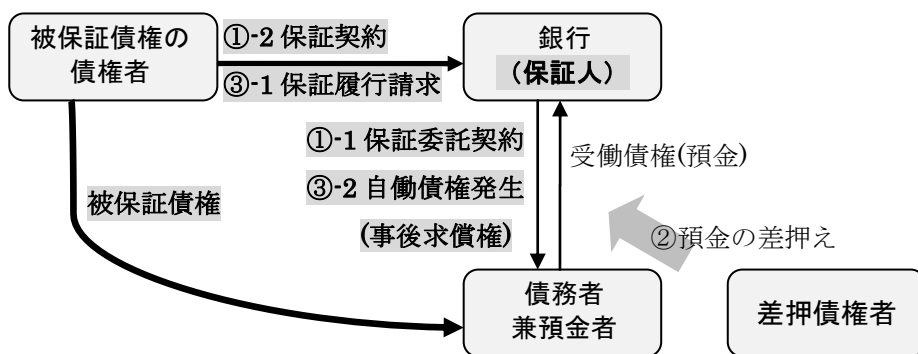 被保証債権の
債権者
①-2 保証契約
③-1 保証履行請求
銀行
（保証人）
①-1 保証委託契約
③-2 自働債権発生
(事後求償権)
受働債権(預金)
被保証債権
②預金の差押え
債務者
兼預金者
差押債権者